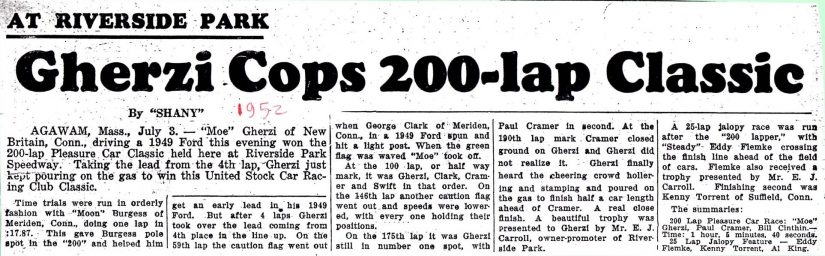 AT RIVERSIDE PARK
Gherzi Cops 200-lap Classic
By "SHANY"
1952
AGAWAM, Mass., July 3. — "Moe" Gherzi of New
Britain, Conn., driving a 1949 Ford this evening won the
200-lap Pleasure Car Classic held here at Riverside Park
Speedway. Taking the lead from the 4th lap, Gherzi just
kept pouring on the gas to win this United Stock Car Rac-
ing Club Classic.
Time trials were run in orderly
fashion with "Moon" Burgess of
Meriden, Conn., doing one lap in
:17.87. This gave Burgess pole
spot in the "200" and helped him
get an early lead in his 1949
Ford. But after 4 laps Gherzi
took over the lead coming from
4th place in the line up. On the
59th lap the caution flag went out
when George Clark of Meriden,
Conn., in a 1949 Ford spun and
hit a light post. When the green
flag was waved "Moe" took off.
At the 100 lap, or half way
mark, it was Gherzi, Clark, Cram-
er and Swift in that order. On
the 146th lap another caution flag
went out and speeds were lower-
ed, with every one holding their
positions.
On the 175th lap it was Gherzi
still in number one spot, with
Paul Cramer in second. At the
190th lap mark Cramer closed
ground on Gherzi and Gherzi did
not realize it. Gherzi finally
heard the cheering crowd holler-
ing and stamping and poured on
the gas to finish half a car length
ahead of Cramer. A real close
finish. A beautiful trophy was
presented to Gherzi by Mr. E. J.
Carroll, owner-promoter of River-
side Park.
A 25-lap jalopy race was run
after the "200 lapper," with
"Steady" Eddy Flemke crossing
the finish line ahead of the field
of cars. Flemke also received a
trophy presented by Mr. E. J.
Carroll. Finishing second was
Kenny Torrent of Suffield, Conn.
The summaries:
200 Lap Pleasure Car Race: "Moe"
Gherzi, Paul Cramer, Bill Clinthin.—
Time: 1 hour, 5 minutes, 40 seconds.
25 Lap Jalopy Feature — Eddy
Flemke, Kenny Torrent, Al King.